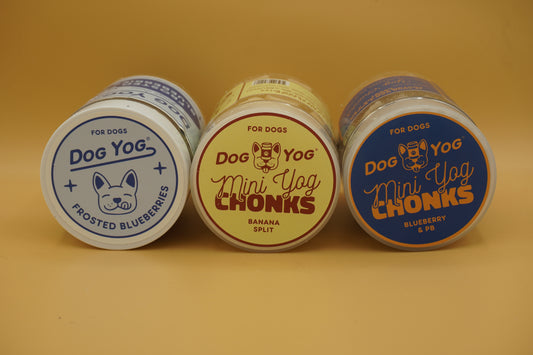 FOR DOGS
DOG YOG®
FROSTED BLUEBERRIES
FOR DOGS
DOG YOG®
Mini Yog
CHONKS
BANANA
SPLIT
FOR DOGS
DOG YOG®
Mini Yog
CHONKS
BLUEBERRY
& PB